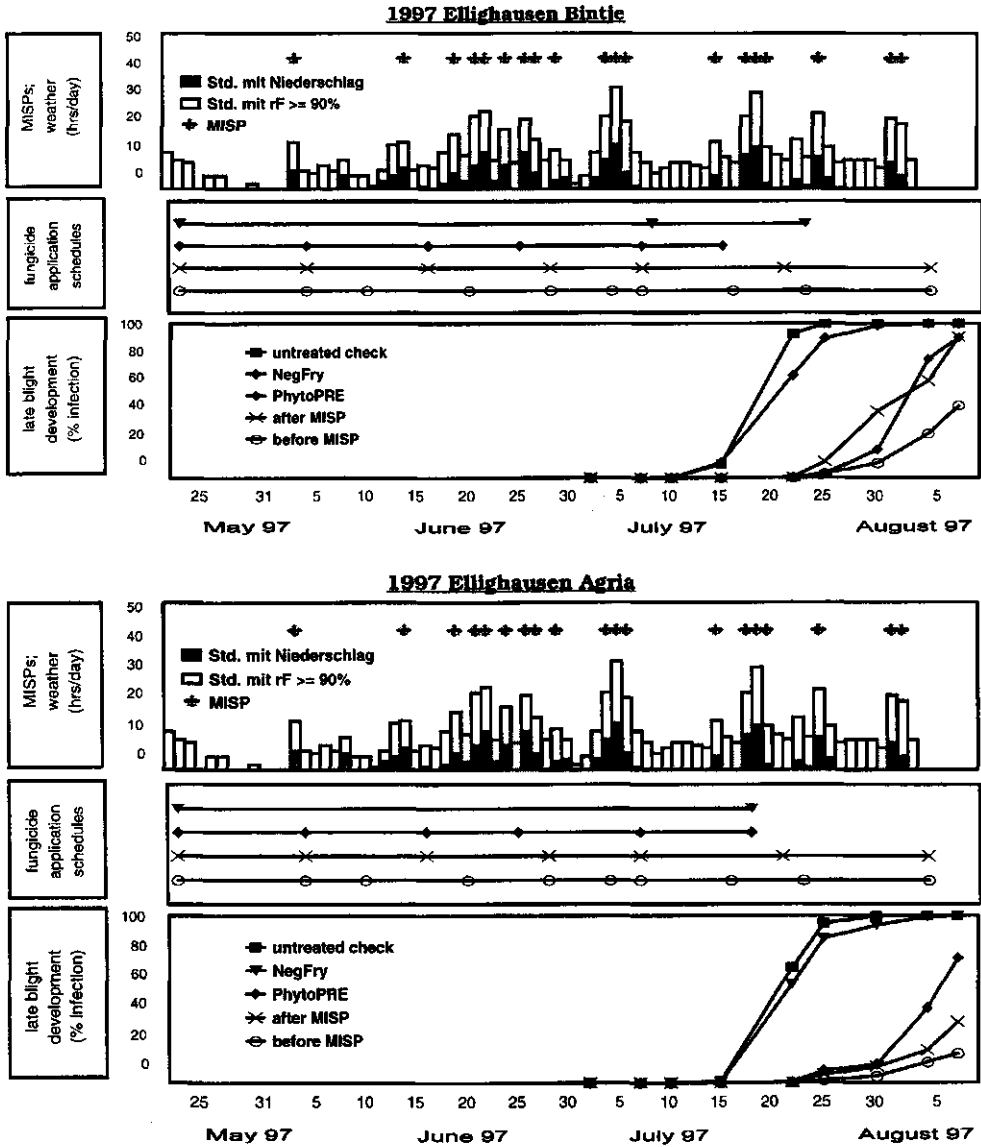 1997 Ellighausen Bintje
MISPs;
weather
(hrs/day)
50
40
30
20
10
0
Std. mit Niederschlag
Std. mit rF >= 90%
MISP
fungicide
application
schedules
late blight
development
(% infection)
100
80
60
40
20
0
untreated check
NegFry
PhytoPRE
after MISP
before MISP
25 31 5 10 15 20 25 30 5 10 15 20 25 30 5
May 97 June 97 July 97 August 97
1997 Ellighausen Agria
MISPs;
weather
(hrs/day)
50
40
30
20
10
0
Std. mit Niederschlag
Std. mit rF >= 90%
MISP
fungicide
application
schedules
late blight
development
(% Infection)
100
80
60
40
20
0
untreated check
NegFry
PhytoPRE
after MISP
before MISP
25 31 5 10 15 20 25 30 5 10 15 20 25 30 5
May 97 June 97 July 97 August 97